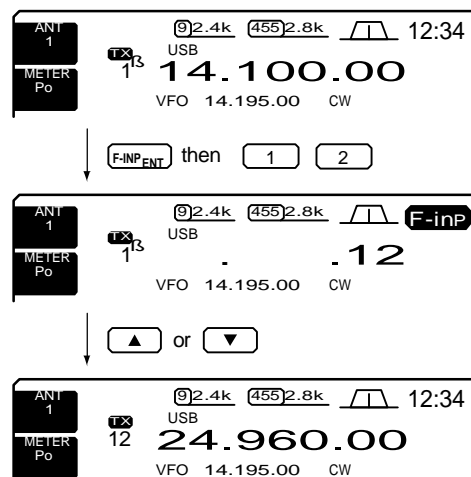 ANT 1
9 2.4k 455 2.8k 12:34
USB
TX
1 ß 14.100.00
METER Po
VFO 14.195.00 CW
F-INP ENT then 1 2
ANT 1
9 2.4k 455 2.8k F-inP
USB
TX
1 ß . .12
METER Po
VFO 14.195.00 CW
▲ or ▼
ANT 1
9 2.4k 455 2.8k 12:34
USB
TX
12 24.960.00
METER Po
VFO 14.195.00 CW